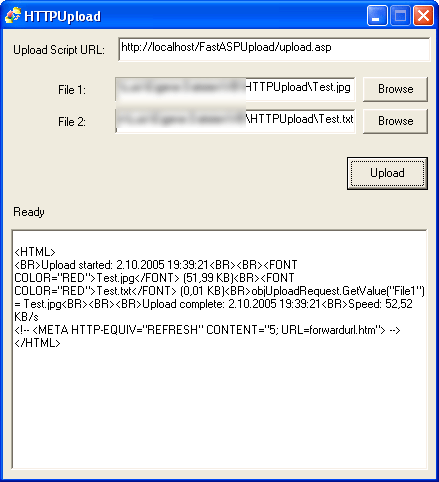 HTTPUpload
Upload Script URL: http://localhost/FastASPUpload/upload.asp
File 1: \HTTPUpload\Test.jpg Browse
File 2: \HTTPUpload\Test.txt Browse
Upload
Ready
<HTML>
<BR>Upload started: 2.10.2005 19:39:21<BR><BR><FONT
COLOR="RED">Test.jpg</FONT> (51,99 KB)<BR><FONT
COLOR="RED">Test.txt</FONT> (0,01 KB)<BR>objUploadRequest.GetValue("File1")
= Test.jpg<BR><BR><BR>Upload complete: 2.10.2005 19:39:21<BR>Speed: 52,52
KB/s
<!-- <META HTTP-EQUIV="REFRESH" CONTENT="5; URL=forwardurl.htm"> -->
</HTML>